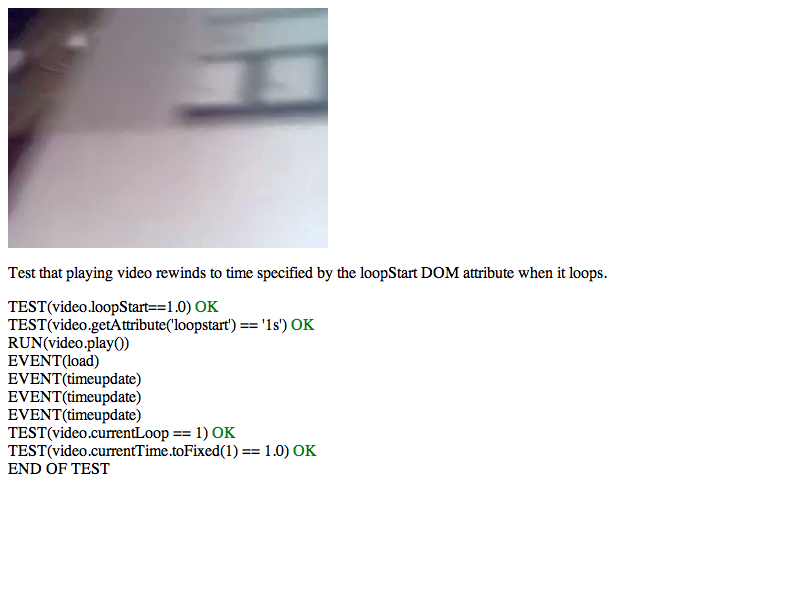 Test that playing video rewinds to time specified by the loopStart DOM attribute when it loops.
TEST(video.loopStart==1.0) OK
TEST(video.getAttribute('loopstart') == '1s') OK
RUN(video.play())
EVENT(load)
EVENT(timeupdate)
EVENT(timeupdate)
EVENT(timeupdate)
TEST(video.currentLoop == 1) OK
TEST(video.currentTime.toFixed(1) == 1.0) OK
END OF TEST